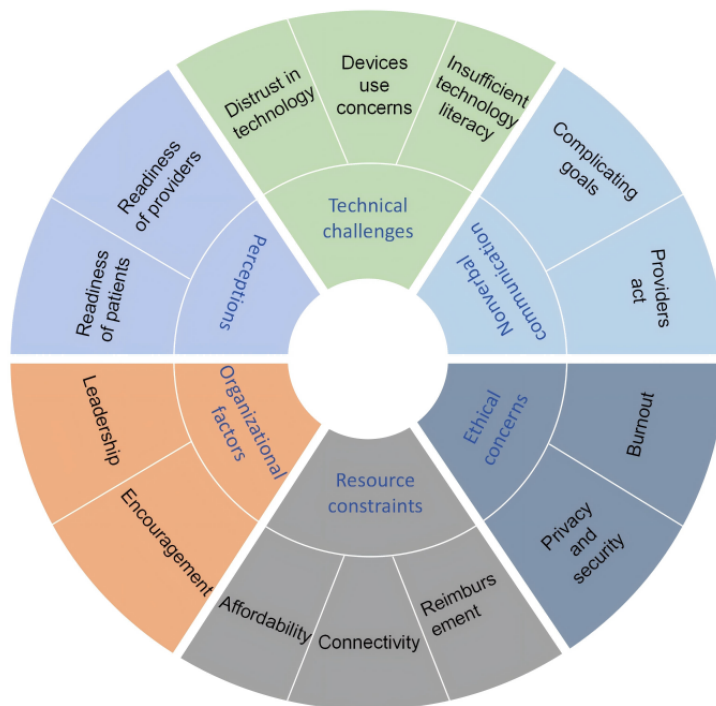 Distrust in
technology
Devices
use
concerns
Insufficient
technology
literacy
Technical
challenges
Complicating
goals
Providers
act
Nonverbal
communication
Burnout
Privacy
and
security
Ethical
concerns
Reimburs
ement
Connectivity
Affordability
Resource
constraints
Encouragement
Leadership
Organizational
factors
Readiness
of patients
Readiness
of providers
Perceptions